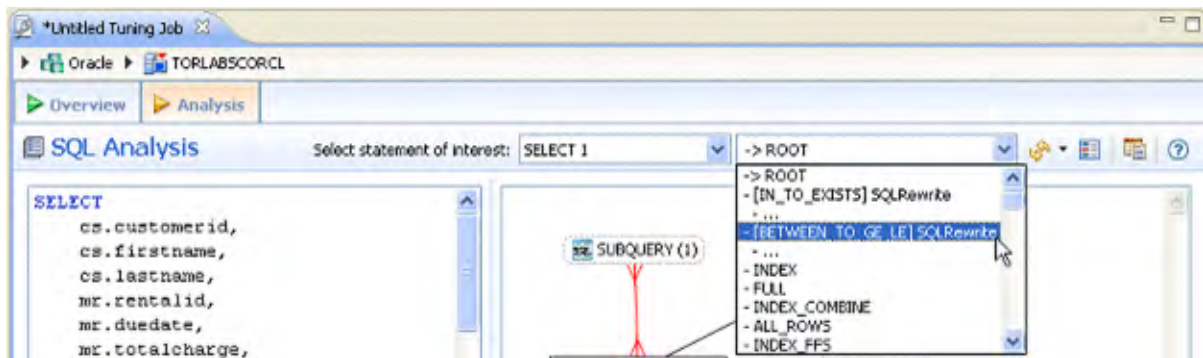 *Untitled Tuning Job
Oracle TORLABSCORCL
Overview Analysis
SQL Analysis Select statement of interest: SELECT 1 -> ROOT
-> ROOT
- [IN_TO_EXISTS] SQLRewrite
- ...
- [BETWEEN_TO_GE_LE] SQLRewrite
- ...
- INDEX
- FULL
- INDEX_COMBINE
- ALL_ROWS
- INDEX_FFS
SELECT
cs.customerid,
cs.firstname,
cs.lastname,
mr.rentalid,
mr.duedate,
mr.totalcharge,
SUBQUERY (1)